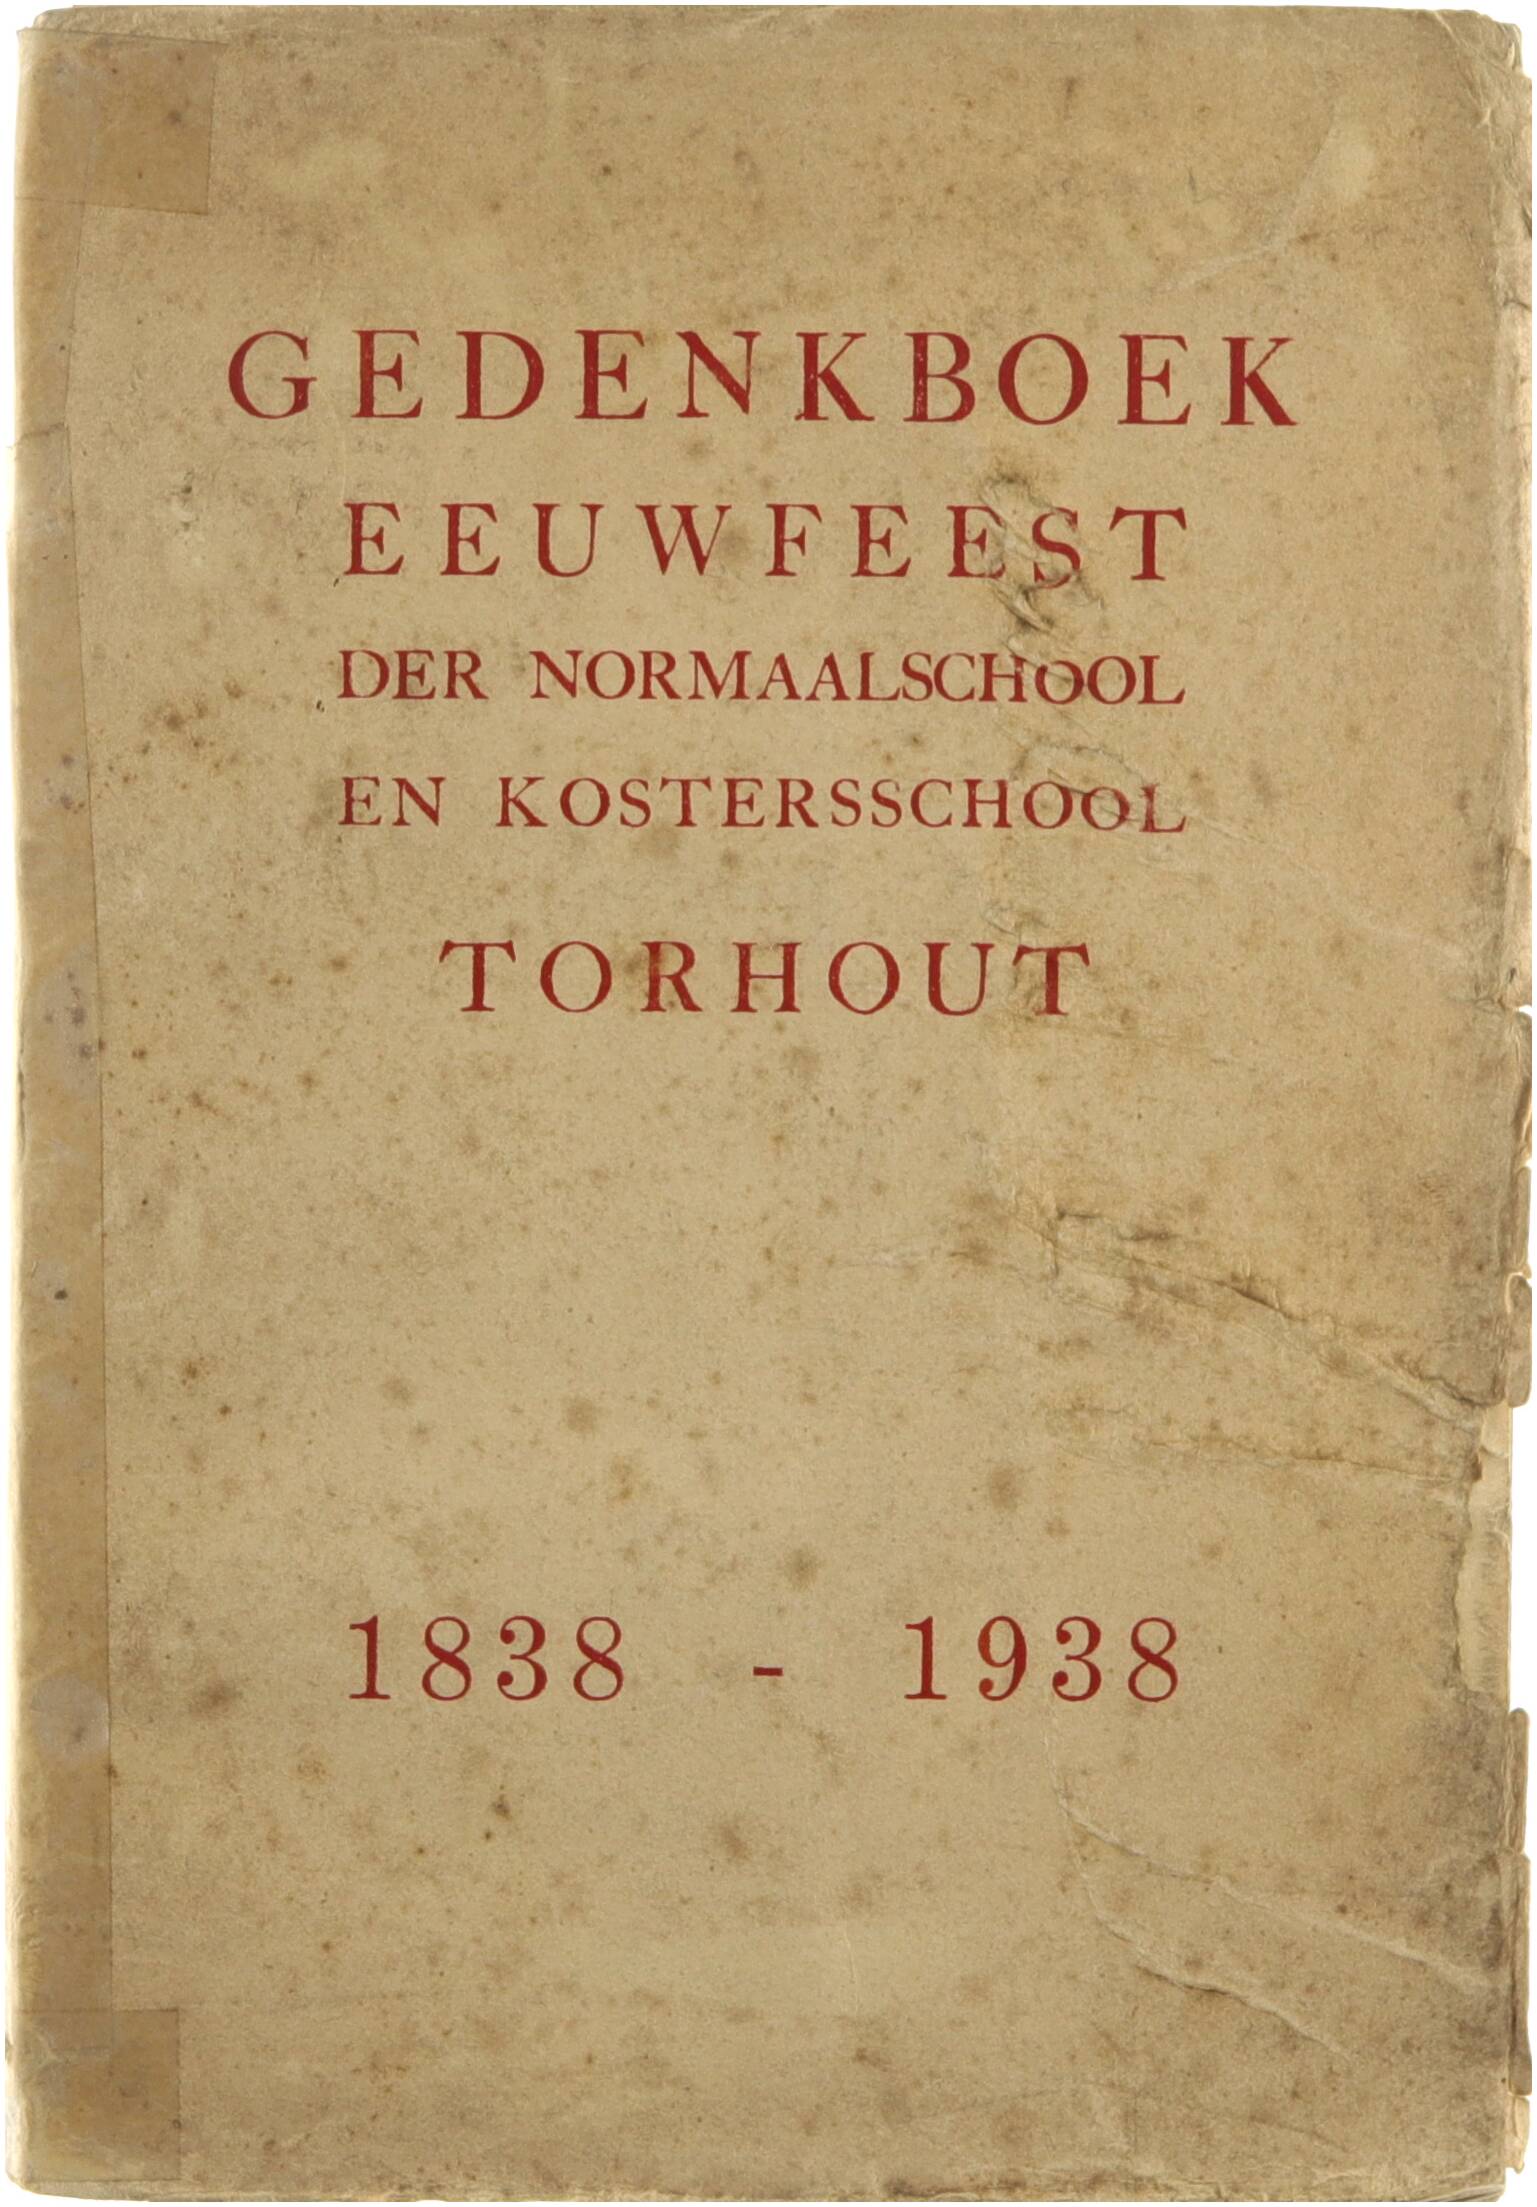 GEDENKBOEK
EEUWFEEST
DER NORMAALSCHOOL
EN KOSTERSSCHOOL
TORHOUT
1838 - 1938